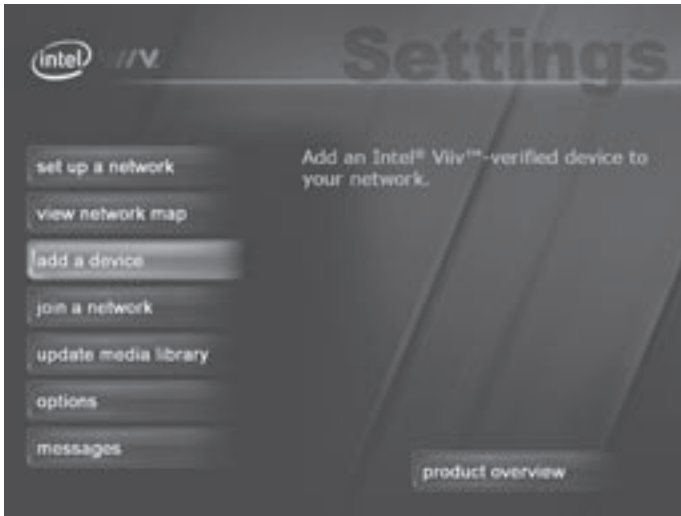 intel ViiV
Settings
set up a network
view network map
add a device
join a network
update media library
options
messages
Add an Intel® Viiv™-verified device to
your network.
product overview